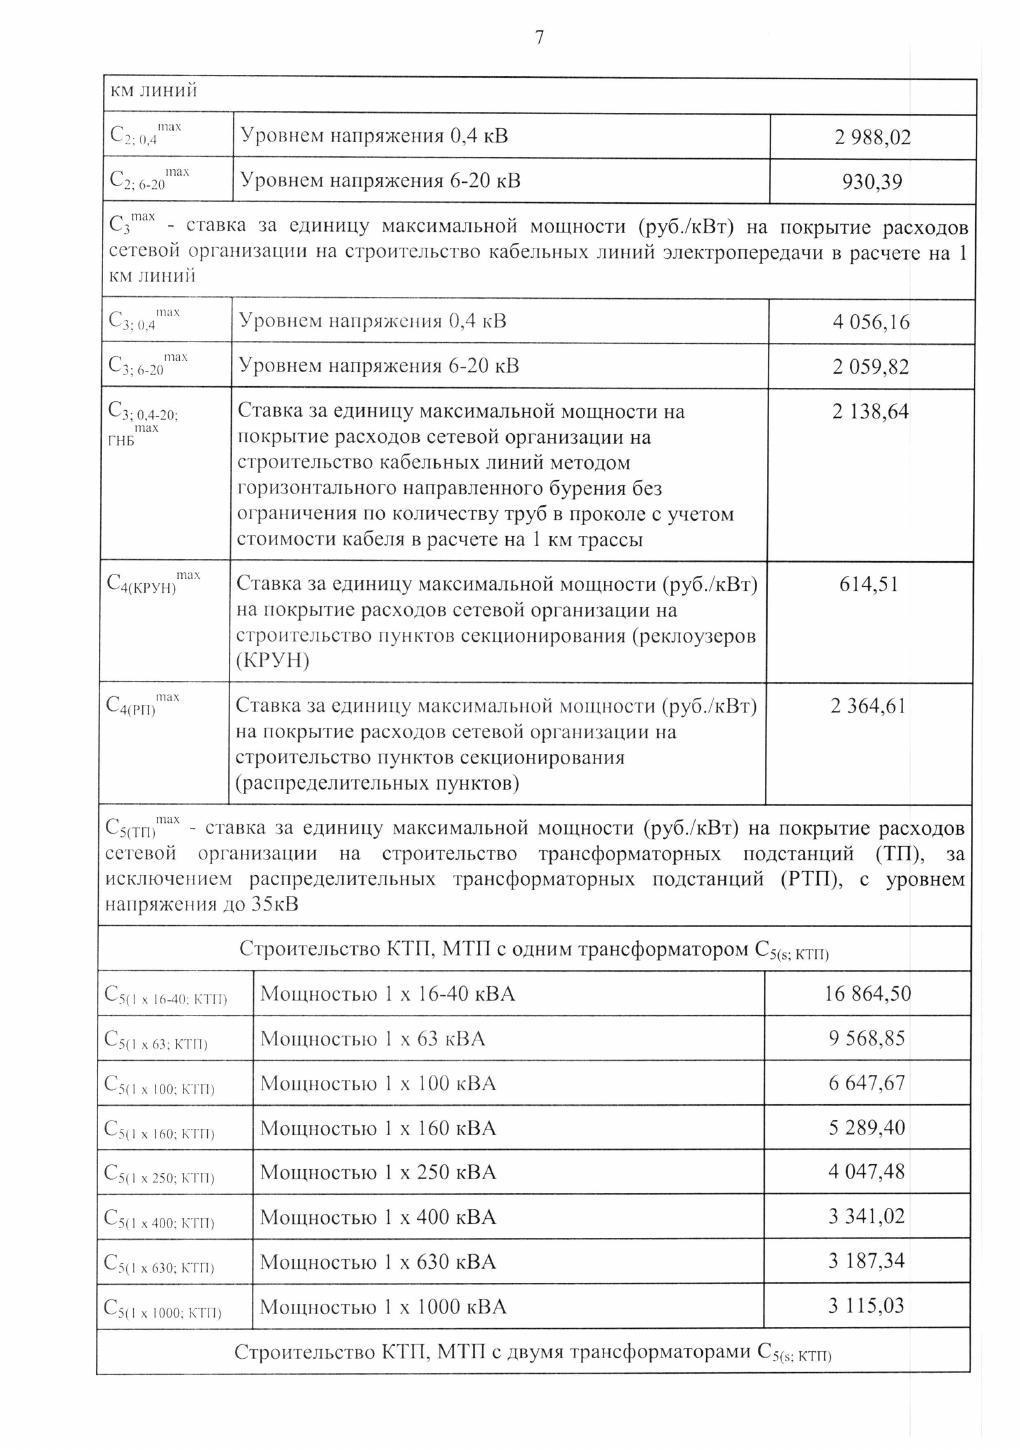 7
км линий
C2; 0,4 max Уровнем напряжения 0,4 кВ 2 988,02
C2; 6-20 max Уровнем напряжения 6-20 кВ 930,39
C3 max - ставка за единицу максимальной мощности (руб./кВт) на покрытие расходов
сетевой организации на строительство кабельных линий электропередачи в расчете на 1
км линий
C3; 0,4 max Уровнем напряжения 0,4 кВ 4 056,16
C3; 6-20 max Уровнем напряжения 6-20 кВ 2 059,82
C3; 0,4-20; ГНБ max Ставка за единицу максимальной мощности на 2 138,64
покрытие расходов сетевой организации на
строительство кабельных линий методом
горизонтального направленного бурения без
ограничения по количеству труб в проколе с учетом
стоимости кабеля в расчете на 1 км трассы
C4(КРУН) max Ставка за единицу максимальной мощности (руб./кВт) 614,51
на покрытие расходов сетевой организации на
строительство пунктов секционирования (реклоузеров
(КРУН)
C4(РП) max Ставка за единицу максимальной мощности (руб./кВт) 2 364,61
на покрытие расходов сетевой организации на
строительство пунктов секционирования
(распределительных пунктов)
C5(ТП) max - ставка за единицу максимальной мощности (руб./кВт) на покрытие расходов
сетевой организации на строительство трансформаторных подстанций (ТП), за
исключением распределительных трансформаторных подстанций (РТП), с уровнем
напряжения до 35кВ
Строительство КТП, МТП с одним трансформатором C5(s; КТП)
C5(1 х 16-40; КТП) Мощностью 1 х 16-40 кВА 16 864,50
C5(1 х 63; КТП) Мощностью 1 х 63 кВА 9 568,85
C5(1 х 100; КТП) Мощностью 1 х 100 кВА 6 647,67
C5(1 х 160; КТП) Мощностью 1 х 160 кВА 5 289,40
C5(1 х 250; КТП) Мощностью 1 х 250 кВА 4 047,48
C5(1 х 400; КТП) Мощностью 1 х 400 кВА 3 341,02
C5(1 х 630; КТП) Мощностью 1 х 630 кВА 3 187,34
C5(1 х 1000; КТП) Мощностью 1 х 1000 кВА 3 115,03
Строительство КТП, МТП с двумя трансформаторами C5(s; КТП)